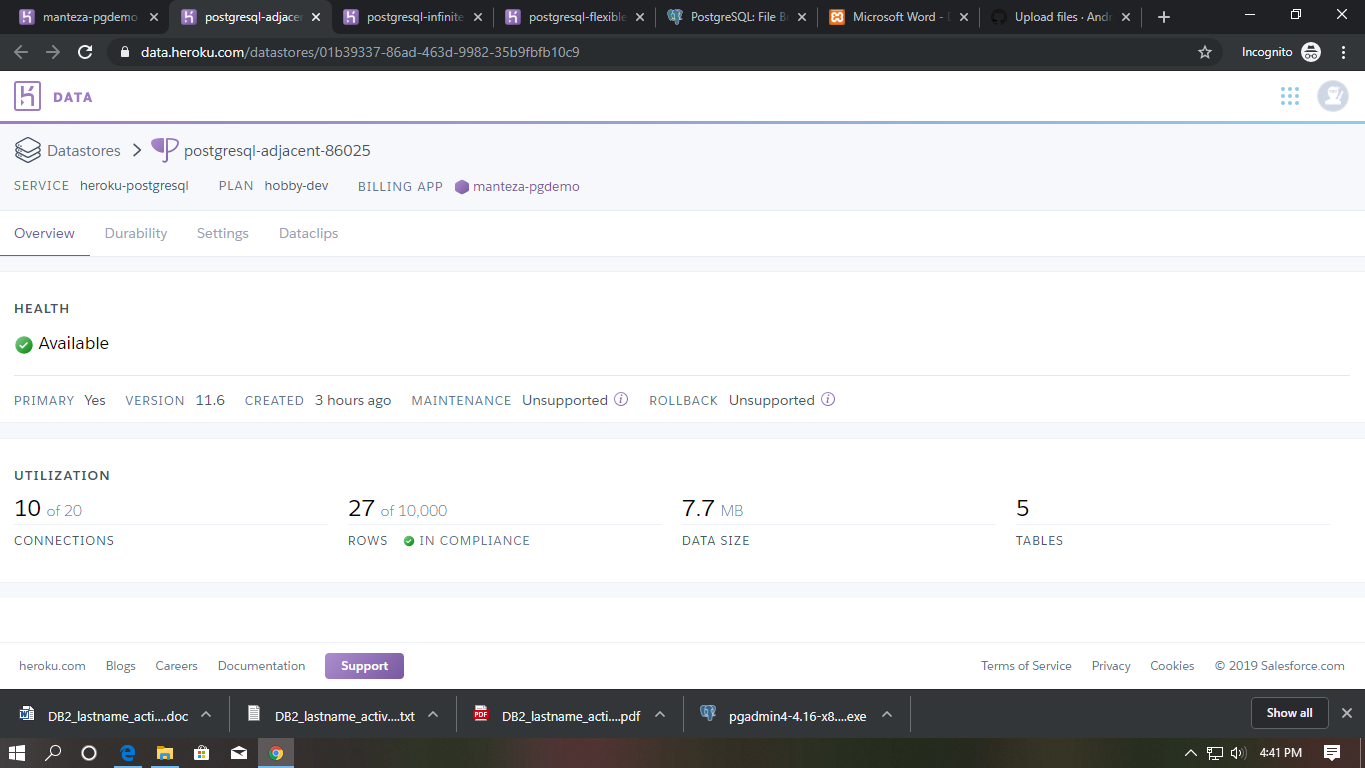 manteza-pgdemo
postgresql-adjacen
postgresql-infinite
postgresql-flexible
PostgreSQL: File B
Microsoft Word -
Upload files · And
data.heroku.com/datastores/01b39337-86ad-463d-9982-35b9fbfb10c9
Incognito
DATA
Datastores > postgresql-adjacent-86025
SERVICE heroku-postgresql PLAN hobby-dev BILLING APP manteza-pgdemo
Overview Durability Settings Dataclips
HEALTH
Available
PRIMARY Yes VERSION 11.6 CREATED 3 hours ago MAINTENANCE Unsupported ROLLBACK Unsupported
UTILIZATION
10 of 20 27 of 10,000 7.7 MB 5
CONNECTIONS ROWS IN COMPLIANCE DATA SIZE TABLES
heroku.com Blogs Careers Documentation Support Terms of Service Privacy Cookies © 2019 Salesforce.com
DB2_lastname_acti....doc DB2_lastname_activ....txt DB2_lastname_acti....pdf pgadmin4-4.16-x8....exe Show all
4:41 PM